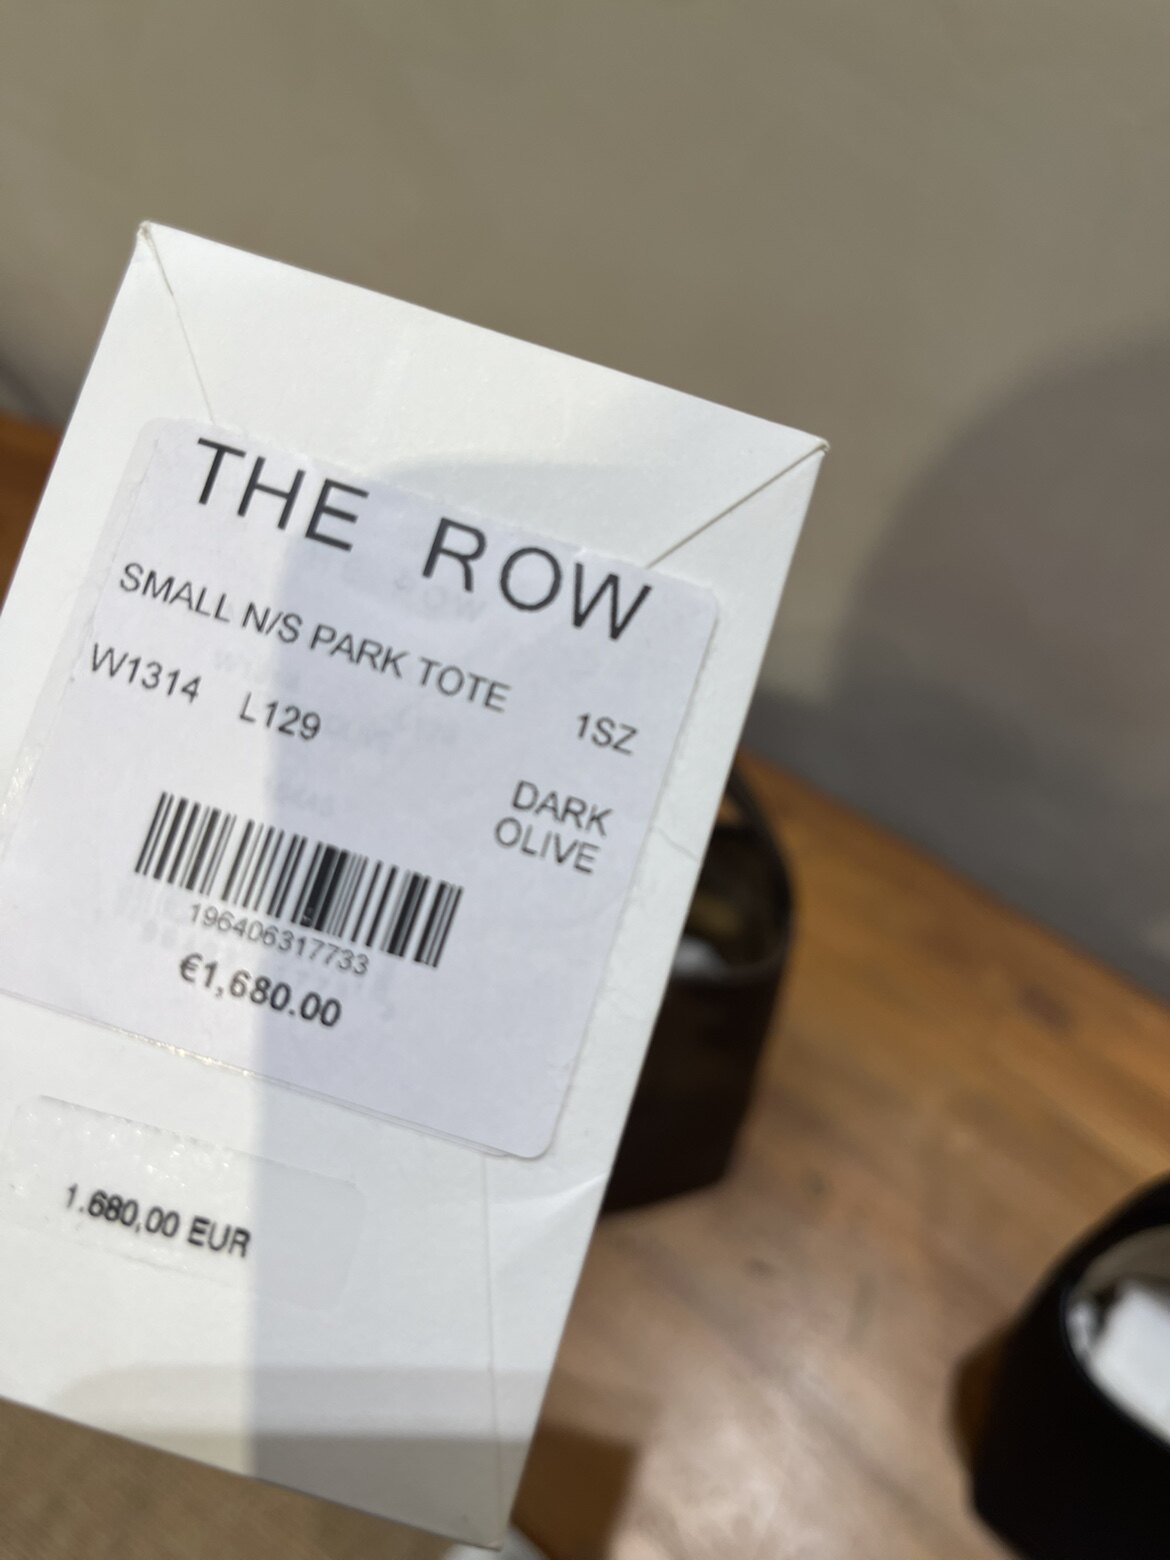 THE ROW
SMALL N/S PARK TOTE 1SZ
W1314 L129
DARK
OLIVE
196406317733
€1,680.00
1.680,00 EUR